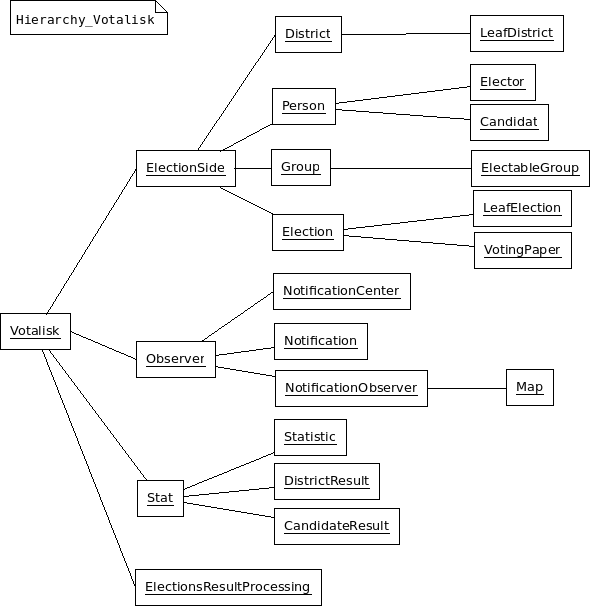 Hierarchy_Votalisk
District
LeafDistrict
Person
Elector
Candidat
ElectionSide
Group
ElectableGroup
Election
LeafElection
VotingPaper
Votalisk
Observer
NotificationCenter
Notification
NotificationObserver
Map
Stat
Statistic
DistrictResult
CandidateResult
ElectionsResultProcessing